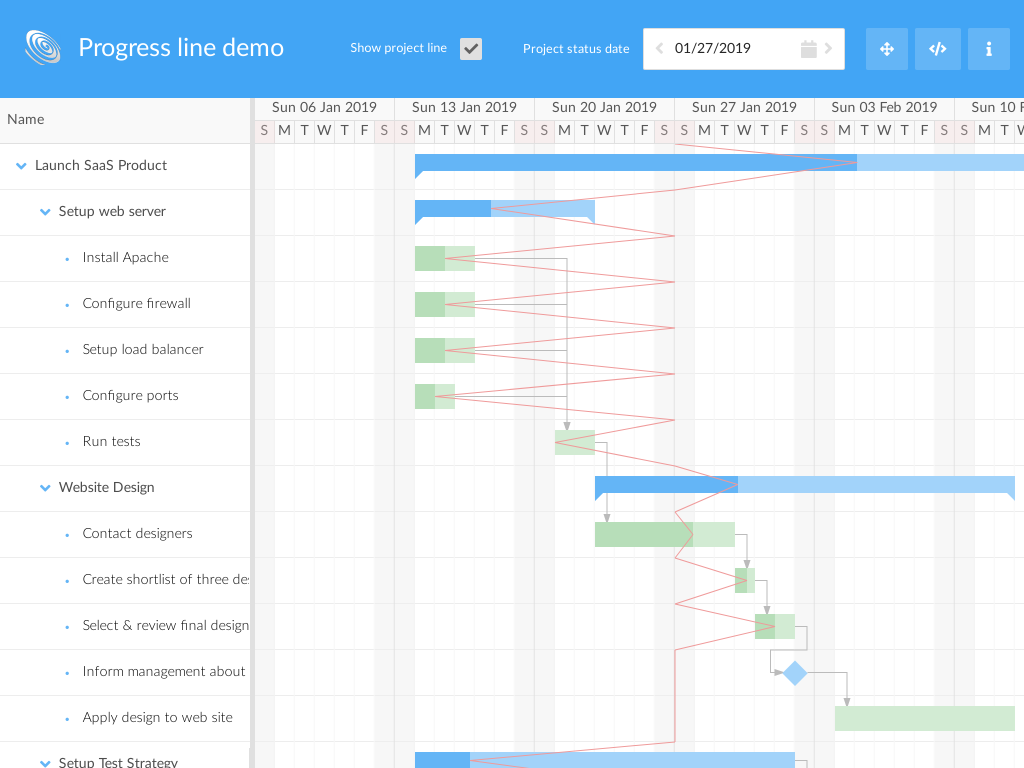 Progress line demo
Show project line
Project status date
01/27/2019
Name
Sun 06 Jan 2019 Sun 13 Jan 2019 Sun 20 Jan 2019 Sun 27 Jan 2019 Sun 03 Feb 2019 Sun 10 F
S M T W T F S S M T W T F S S M T W T F S S M T W T F S S M T W T F S S M T W
Launch SaaS Product
Setup web server
Install Apache
Configure firewall
Setup load balancer
Configure ports
Run tests
Website Design
Contact designers
Create shortlist of three des
Select & review final design
Inform management about
Apply design to web site
Setup Test Strategy